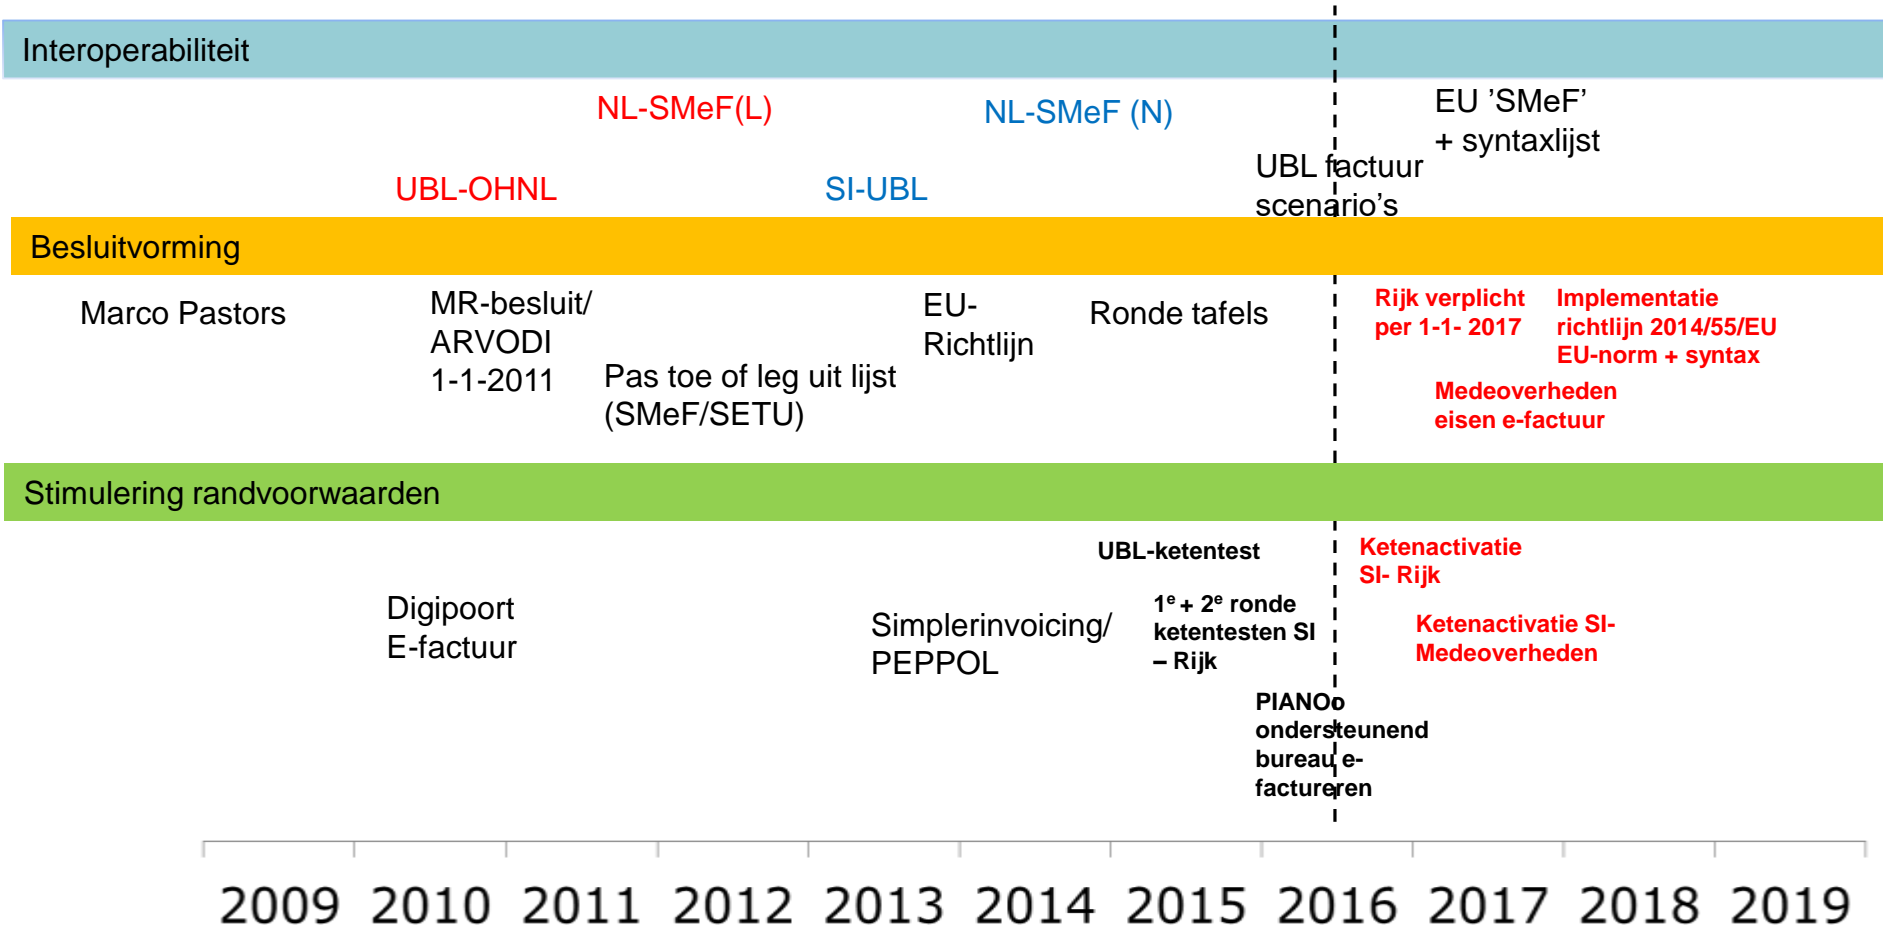 Interoperabiliteit
NL-SMeF(L)
NL-SMeF (N)
EU ’SMeF’
+ syntaxlijst
UBL-OHNL
SI-UBL
UBL factuur
scenario’s
Besluitvorming
Marco Pastors
MR-besluit/
ARVODI
1-1-2011
Pas toe of leg uit lijst
(SMeF/SETU)
EU-
Richtlijn
Ronde tafels
Rijk verplicht
per 1-1- 2017
Implementatie
richtlijn 2014/55/EU
EU-norm + syntax
Medeoverheden
eisen e-factuur
Stimulering randvoorwaarden
Digipoort
E-factuur
Simplerinvoicing/
PEPPOL
UBL-ketentest
1e + 2e ronde
ketentesten SI
– Rijk
PIANOo
ondersteunend
bureau e-
factureren
Ketenactivatie
SI- Rijk
Ketenactivatie SI-
Medeoverheden
2009 2010 2011 2012 2013 2014 2015 2016 2017 2018 2019